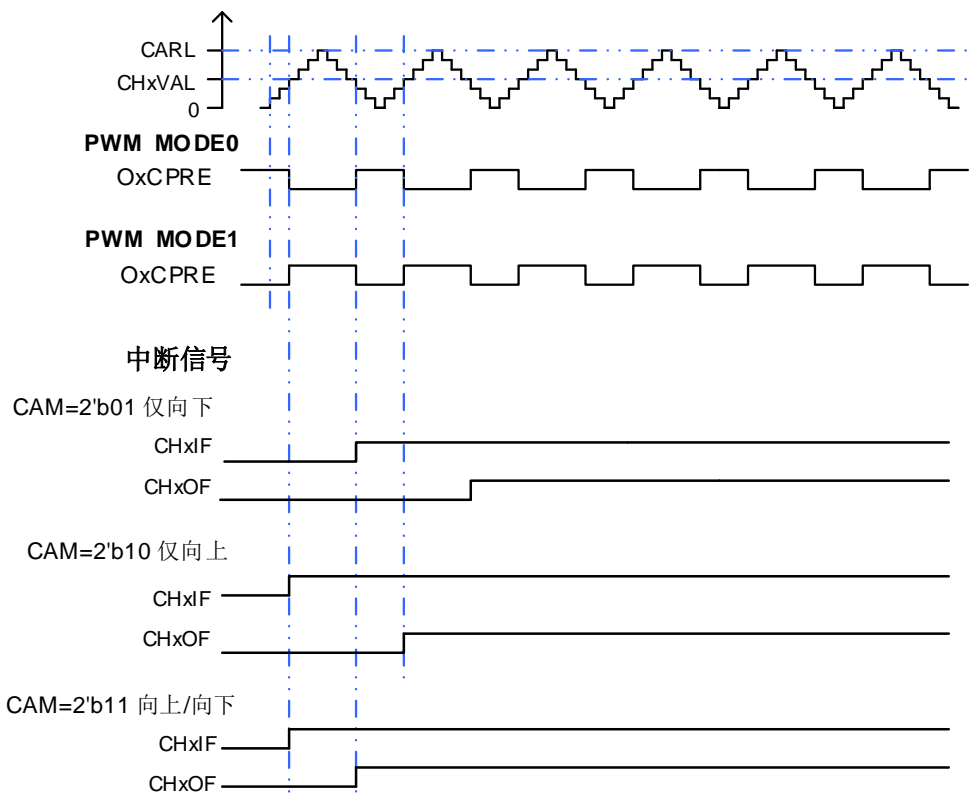 CARL
CHxVAL
0
PWM MODE0
OxCPRE
PWM MODE1
OxCPRE
中断信号
CAM=2'b01 仅向下
CHxIF
CHxOF
CAM=2'b10 仅向上
CHxIF
CHxOF
CAM=2'b11 向上/向下
CHxIF
CHxOF